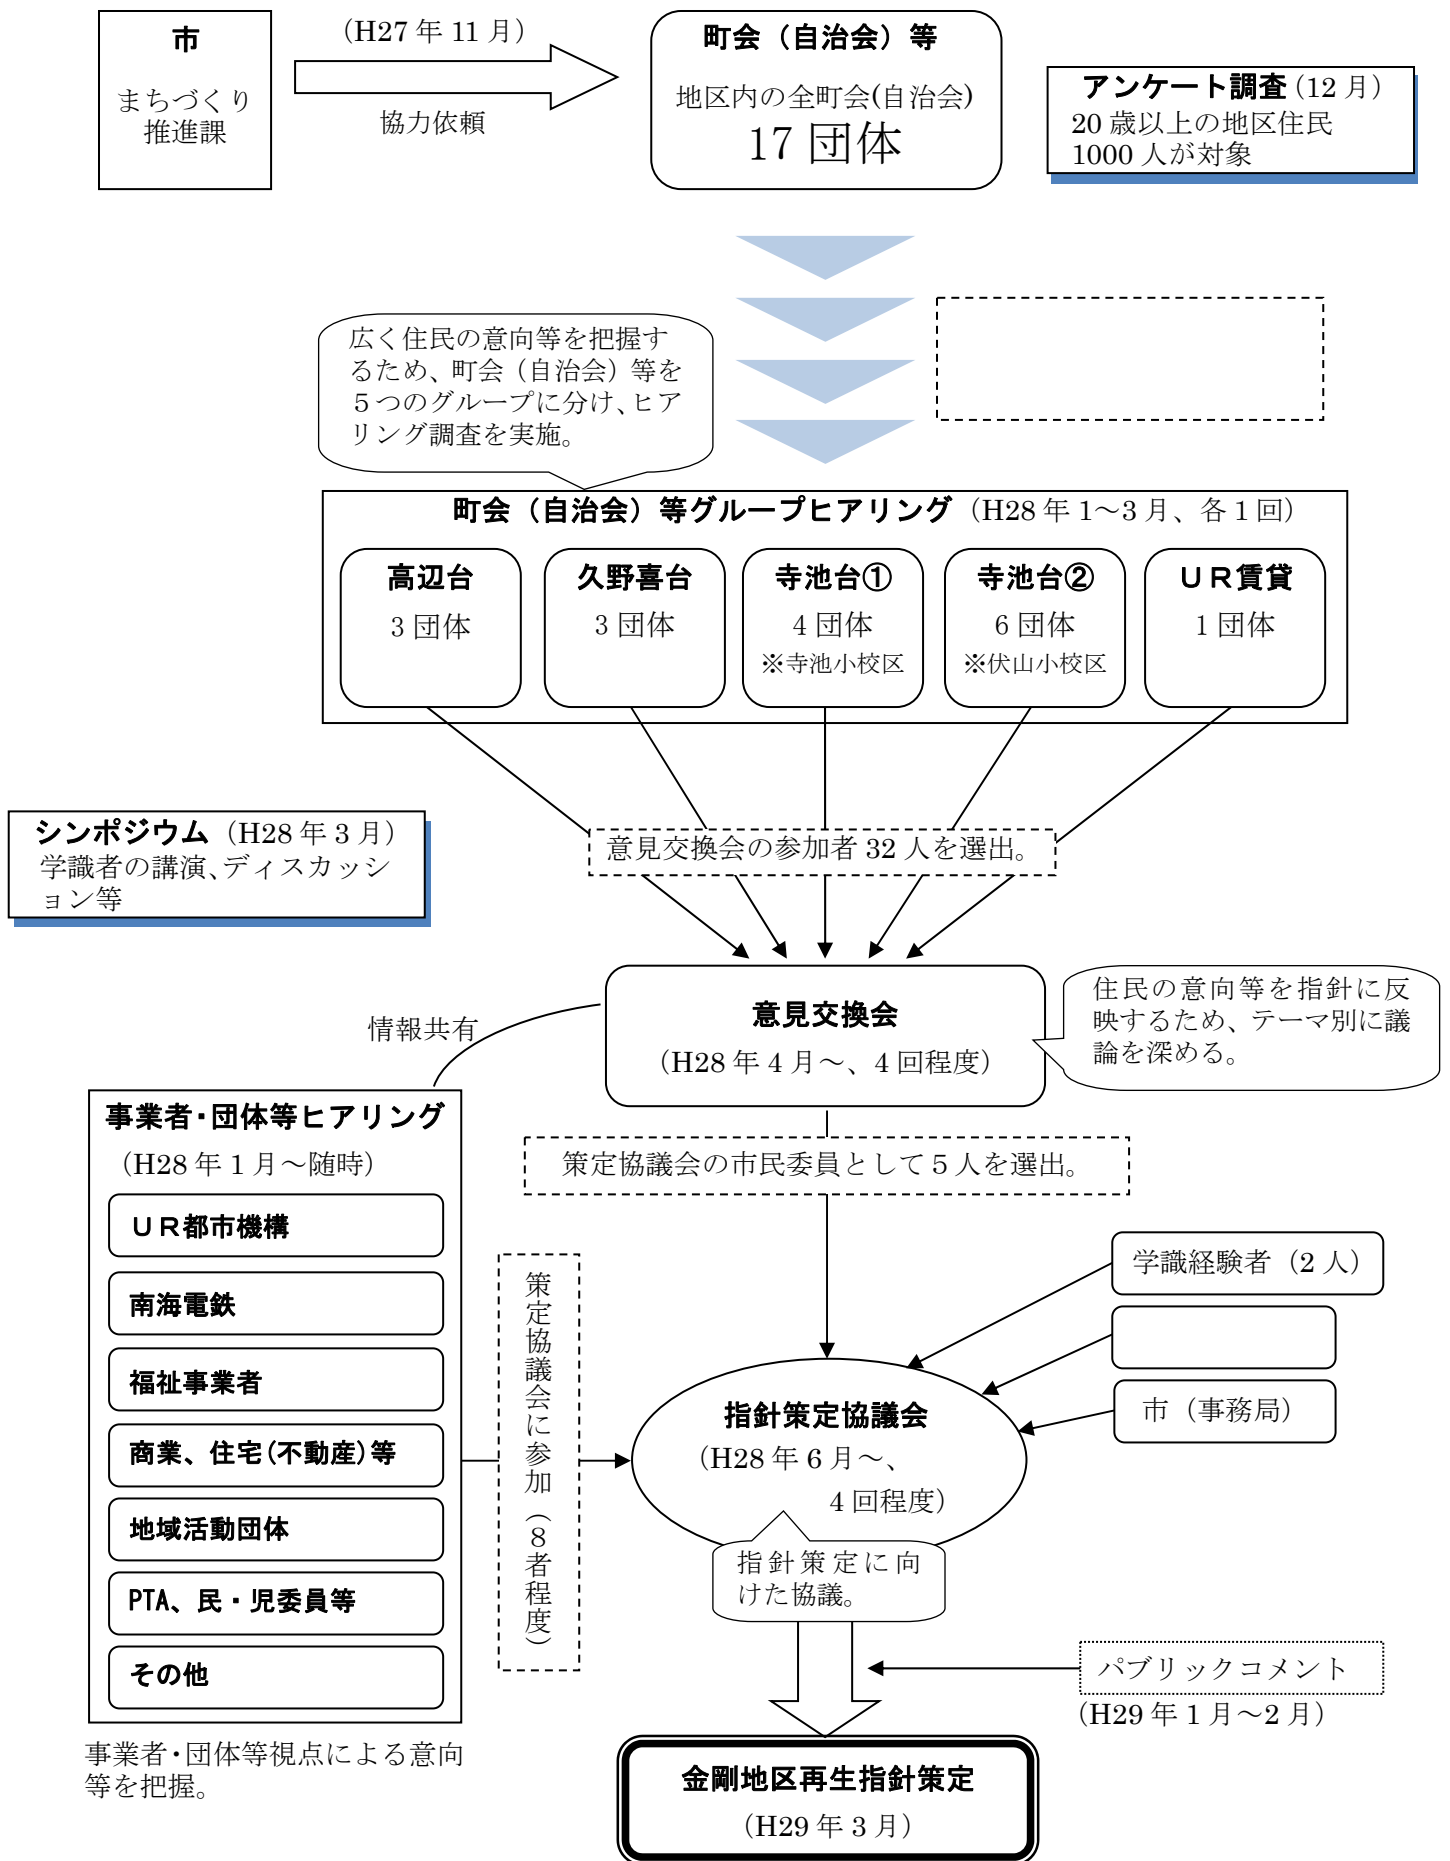 市
まちづくり
推進課
（H27 年 11 月）
協力依頼
町会（自治会）等
地区内の全町会(自治会)
17 団体
アンケート調査（12 月）
20 歳以上の地区住民
1000 人が対象
広く住民の意向等を把握す
るため、町会（自治会）等を
５つのグループに分け、ヒア
リング調査を実施。
町会（自治会）等グループヒアリング（H28 年 1～3 月、各 1 回）
高辺台
3 団体
久野喜台
3 団体
寺池台①
4 団体
※寺池小校区
寺池台②
6 団体
※伏山小校区
ＵＲ賃貸
1 団体
シンポジウム（H28 年 3 月）
学識者の講演、ディスカッシ
ョン等
意見交換会の参加者 32 人を選出。
意見交換会
（H28 年 4 月～、4 回程度）
住民の意向等を指針に反
映するため、テーマ別に議
論を深める。
情報共有
事業者・団体等ヒアリング
（H28 年 1 月～随時）
ＵＲ都市機構
南海電鉄
福祉事業者
商業、住宅(不動産)等
地域活動団体
PTA、民・児委員等
その他
事業者・団体等視点による意向
等を把握。
策定協議会の市民委員として５人を選出。
策定協議会に参加（８者程度）
学識経験者（2 人）
市（事務局）
指針策定協議会
（H28 年 6 月～、
4 回程度）
指針策定に向
けた協議。
パブリックコメント
（H29 年 1 月～2 月）
金剛地区再生指針策定
（H29 年 3 月）